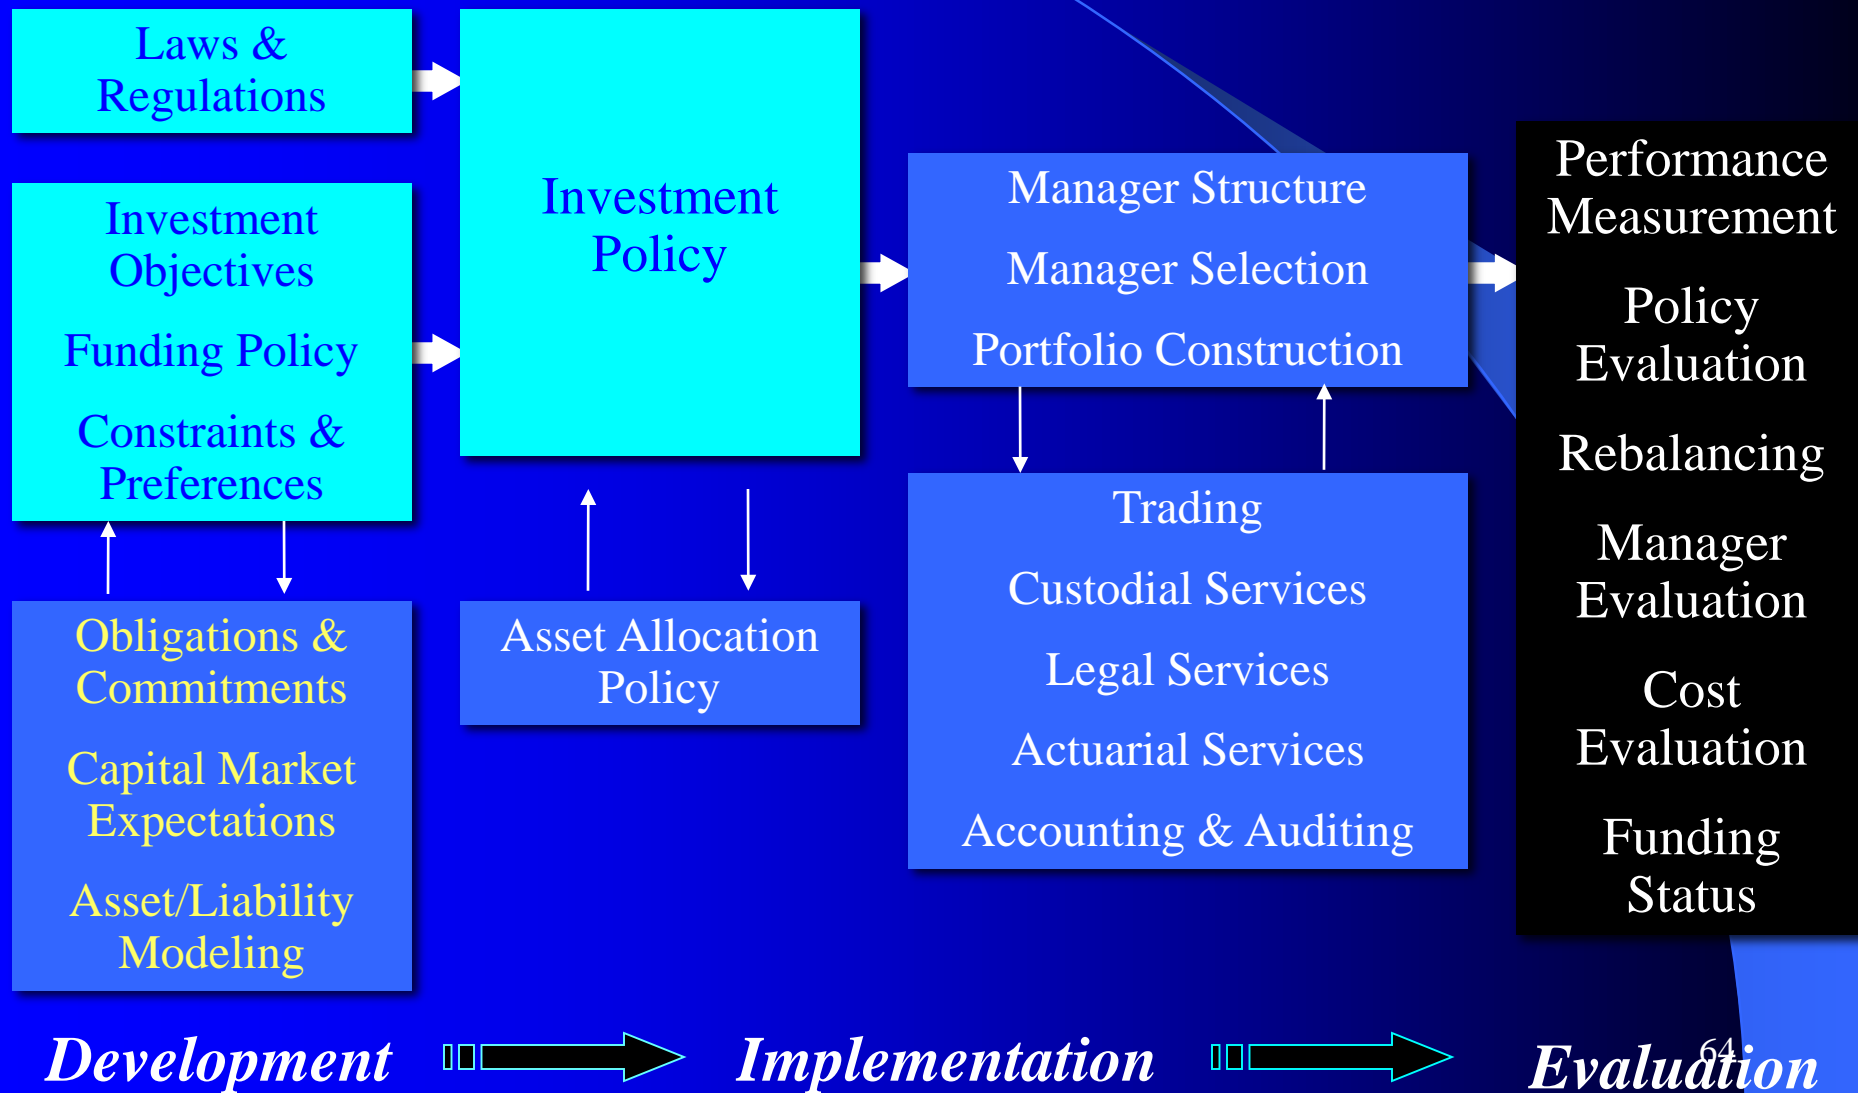 Laws &
Regulations
Investment
Objectives
Funding Policy
Constraints &
Preferences
Obligations &
Commitments
Capital Market
Expectations
Asset/Liability
Modeling
Investment
Policy
Asset Allocation
Policy
Manager Structure
Manager Selection
Portfolio Construction
Trading
Custodial Services
Legal Services
Actuarial Services
Accounting & Auditing
Performance
Measurement
Policy
Evaluation
Rebalancing
Manager
Evaluation
Cost
Evaluation
Funding
Status
Development
Implementation
Evaluation
64